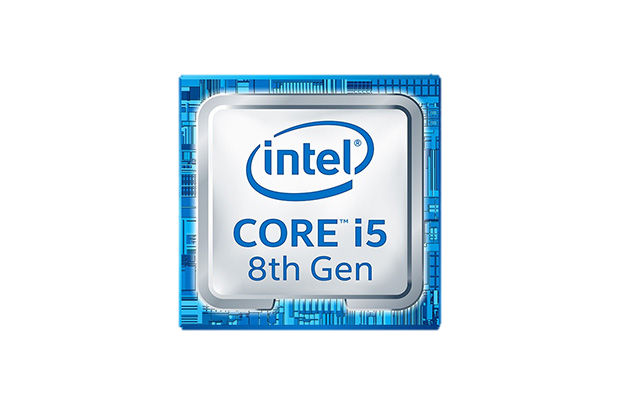 intel®
CORE™ i5
8th Gen